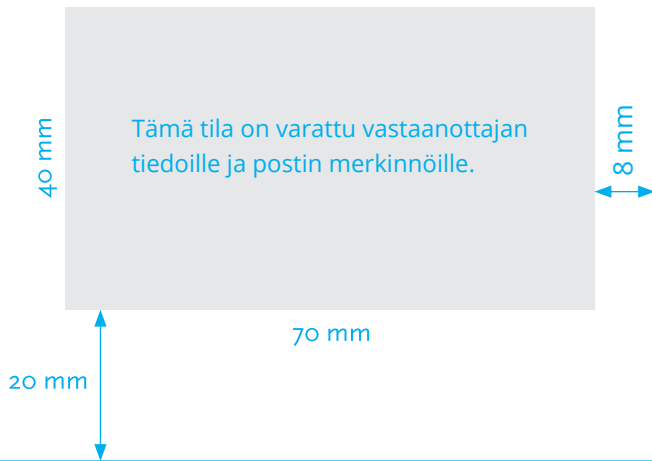 Tämä tila on varattu vastaanottajan
tiedoille ja postin merkinnöille.
40 mm
8 mm
70 mm
20 mm